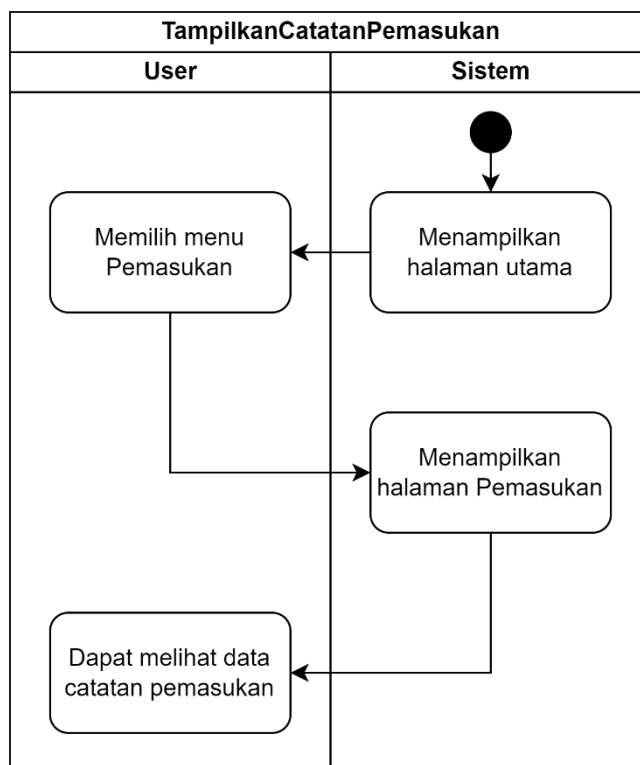 TampilkanCatatanPemasukan
User
Sistem
Memilih menu
Pemasukan
Menampilkan
halaman utama
Menampilkan
halaman Pemasukan
Dapat melihat data
catatan pemasukan